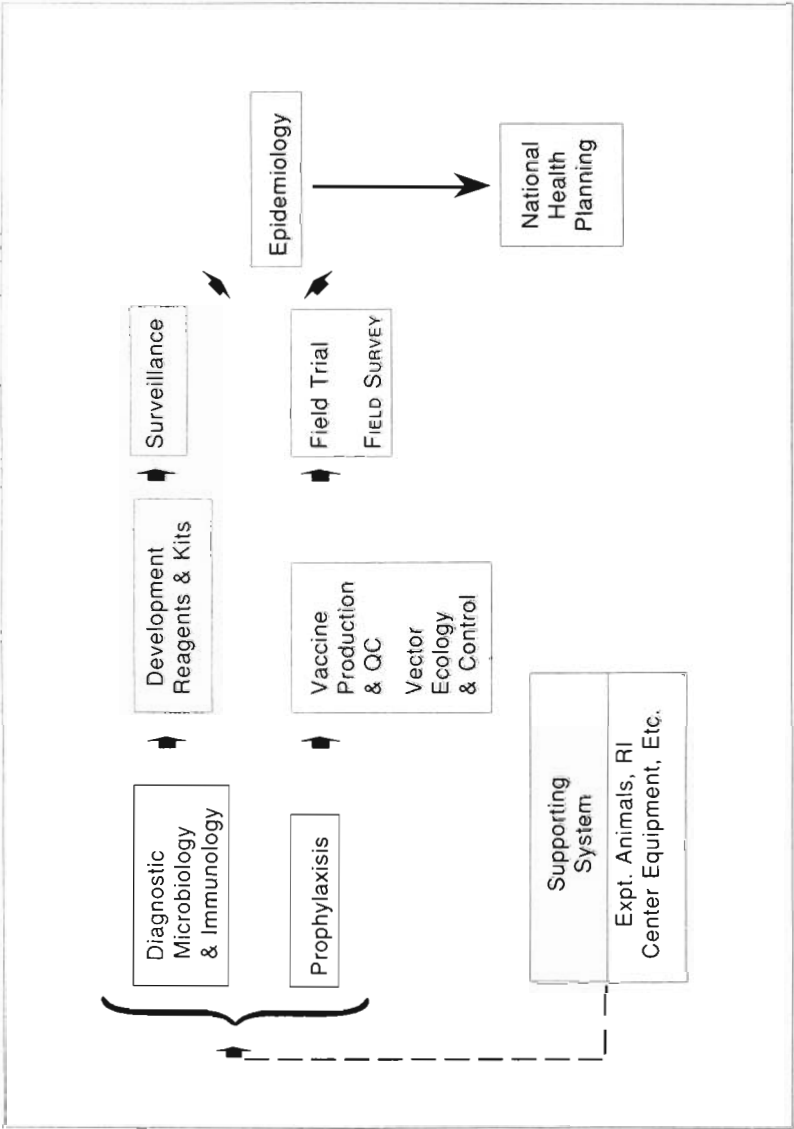 Diagnostic
Microbiology
& Immunology
Development
Reagents & Kits
Surveillance
Prophylaxisis
Vaccine
Production
& QC
Vector
Ecology
& Control
Field Trial
FIELD SURVEY
Epidemiology
National
Health
Planning
Supporting
System
Expt. Animals, RI
Center Equipment, Etc.